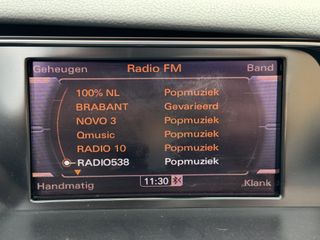 Geheugen Radio FM Band
100% NL Popmuziek
BRABANT Gevarieerd
NOVO 3 Popmuziek
Qmusic Popmuziek
RADIO 10 Popmuziek
RADIO538 Popmuziek
Handmatig 11:30 Klank